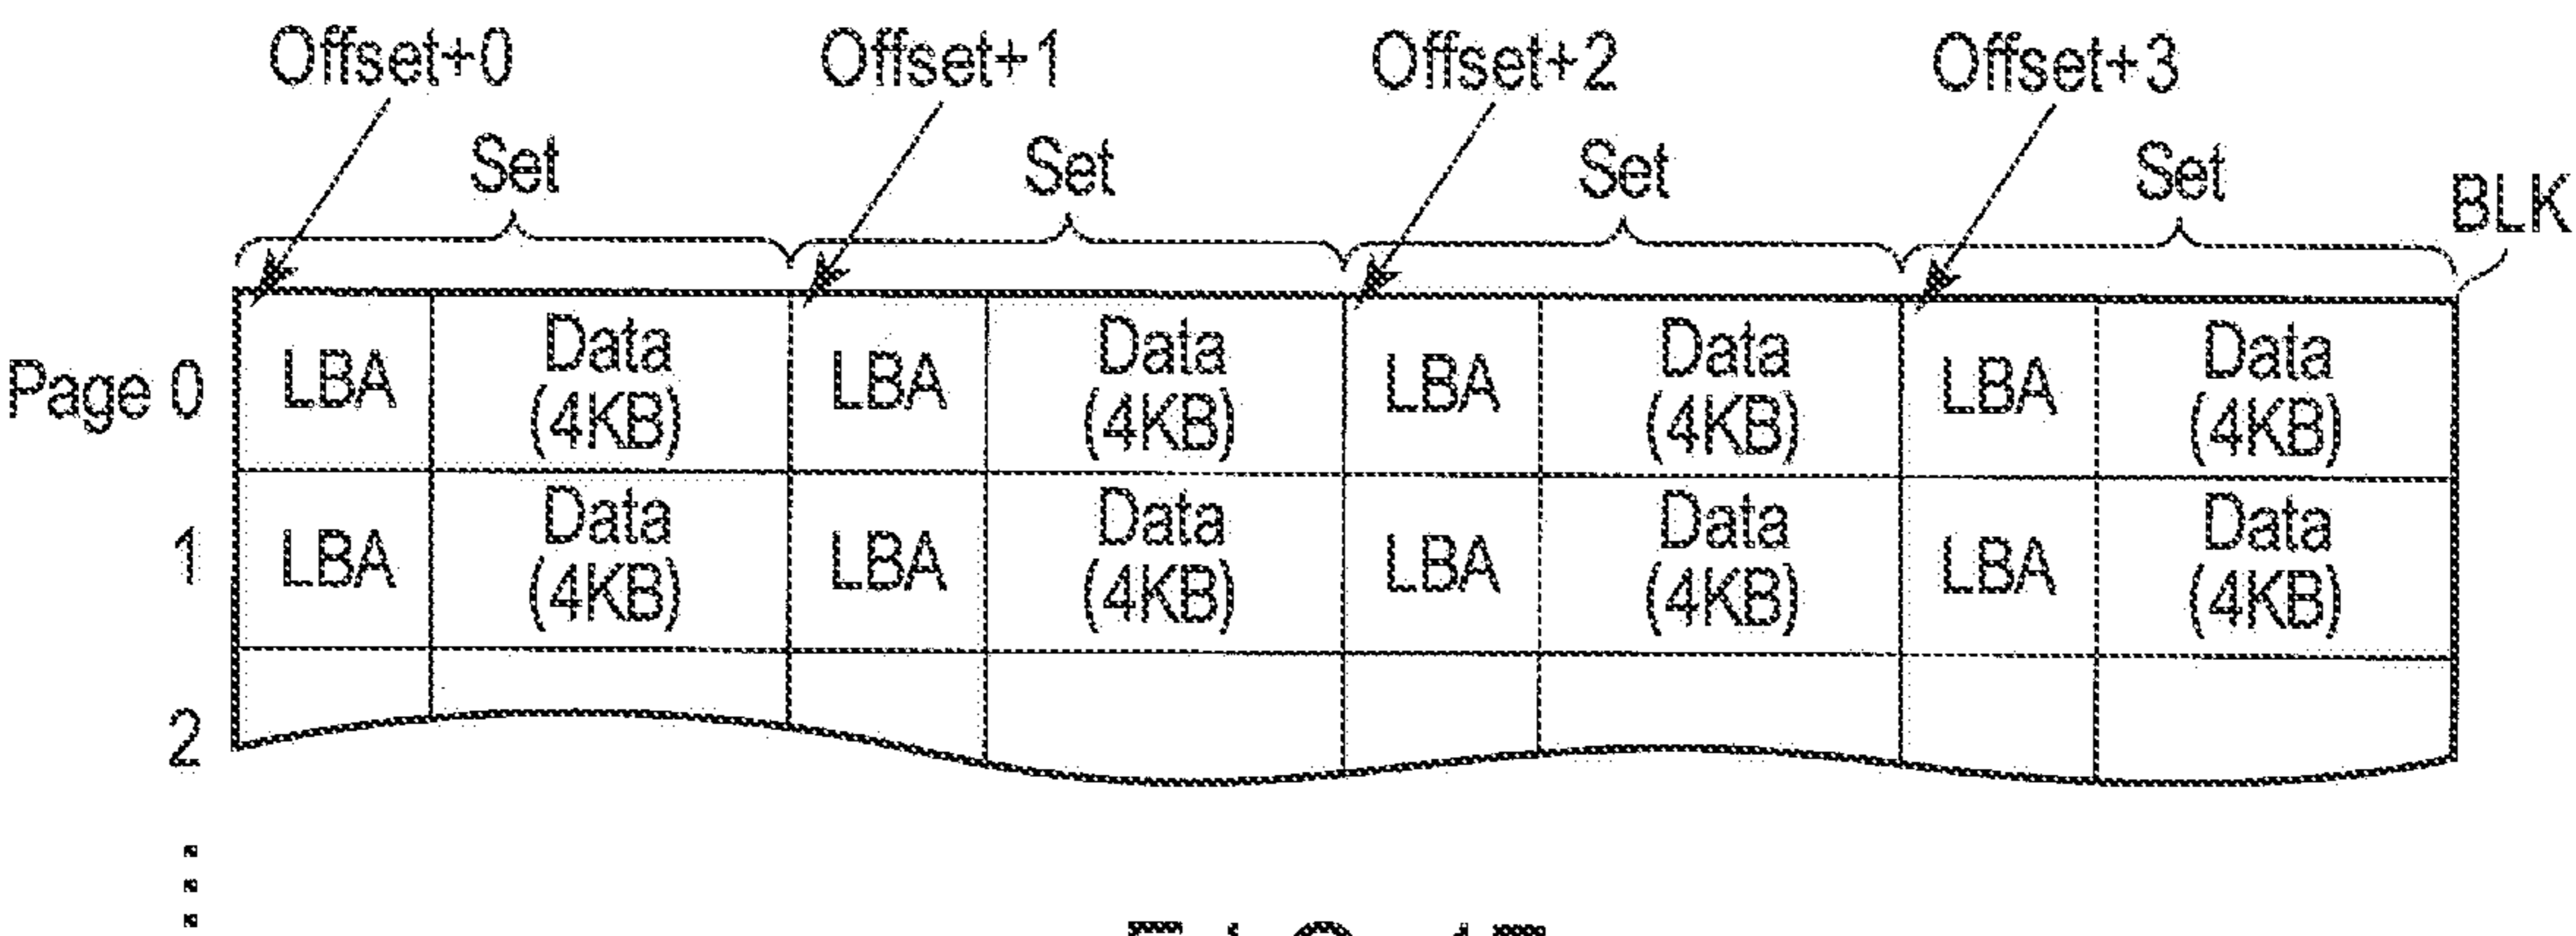 Offset+0 Offset+1 Offset+2 Offset+3
Set Set Set Set BLK
Page 0 LBA Data (4KB) LBA Data (4KB) LBA Data (4KB) LBA Data (4KB)
1 LBA Data (4KB) LBA Data (4KB) LBA Data (4KB) LBA Data (4KB)
2